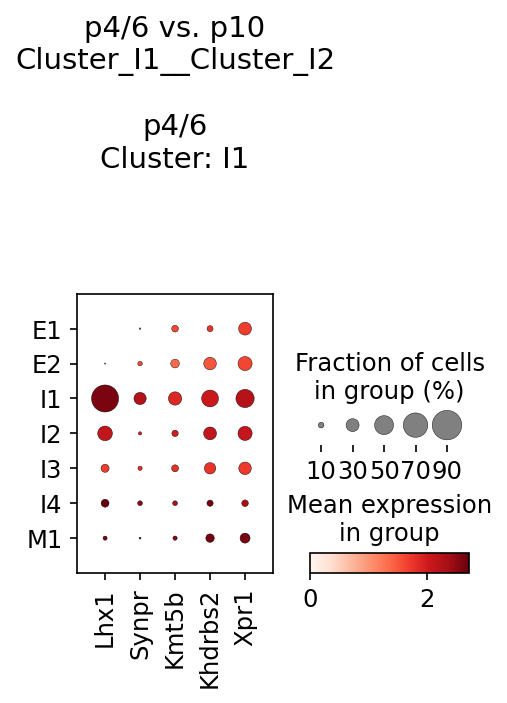 p4/6 vs. p10
Cluster_I1__Cluster_I2
p4/6
Cluster: I1
E1
E2
I1
I2
I3
I4
M1
Lhx1
Synpr
Kmt5b
Khdrbs2
Xpr1
Fraction of cells
in group (%)
10 30 50 70 90
Mean expression
in group
0 2